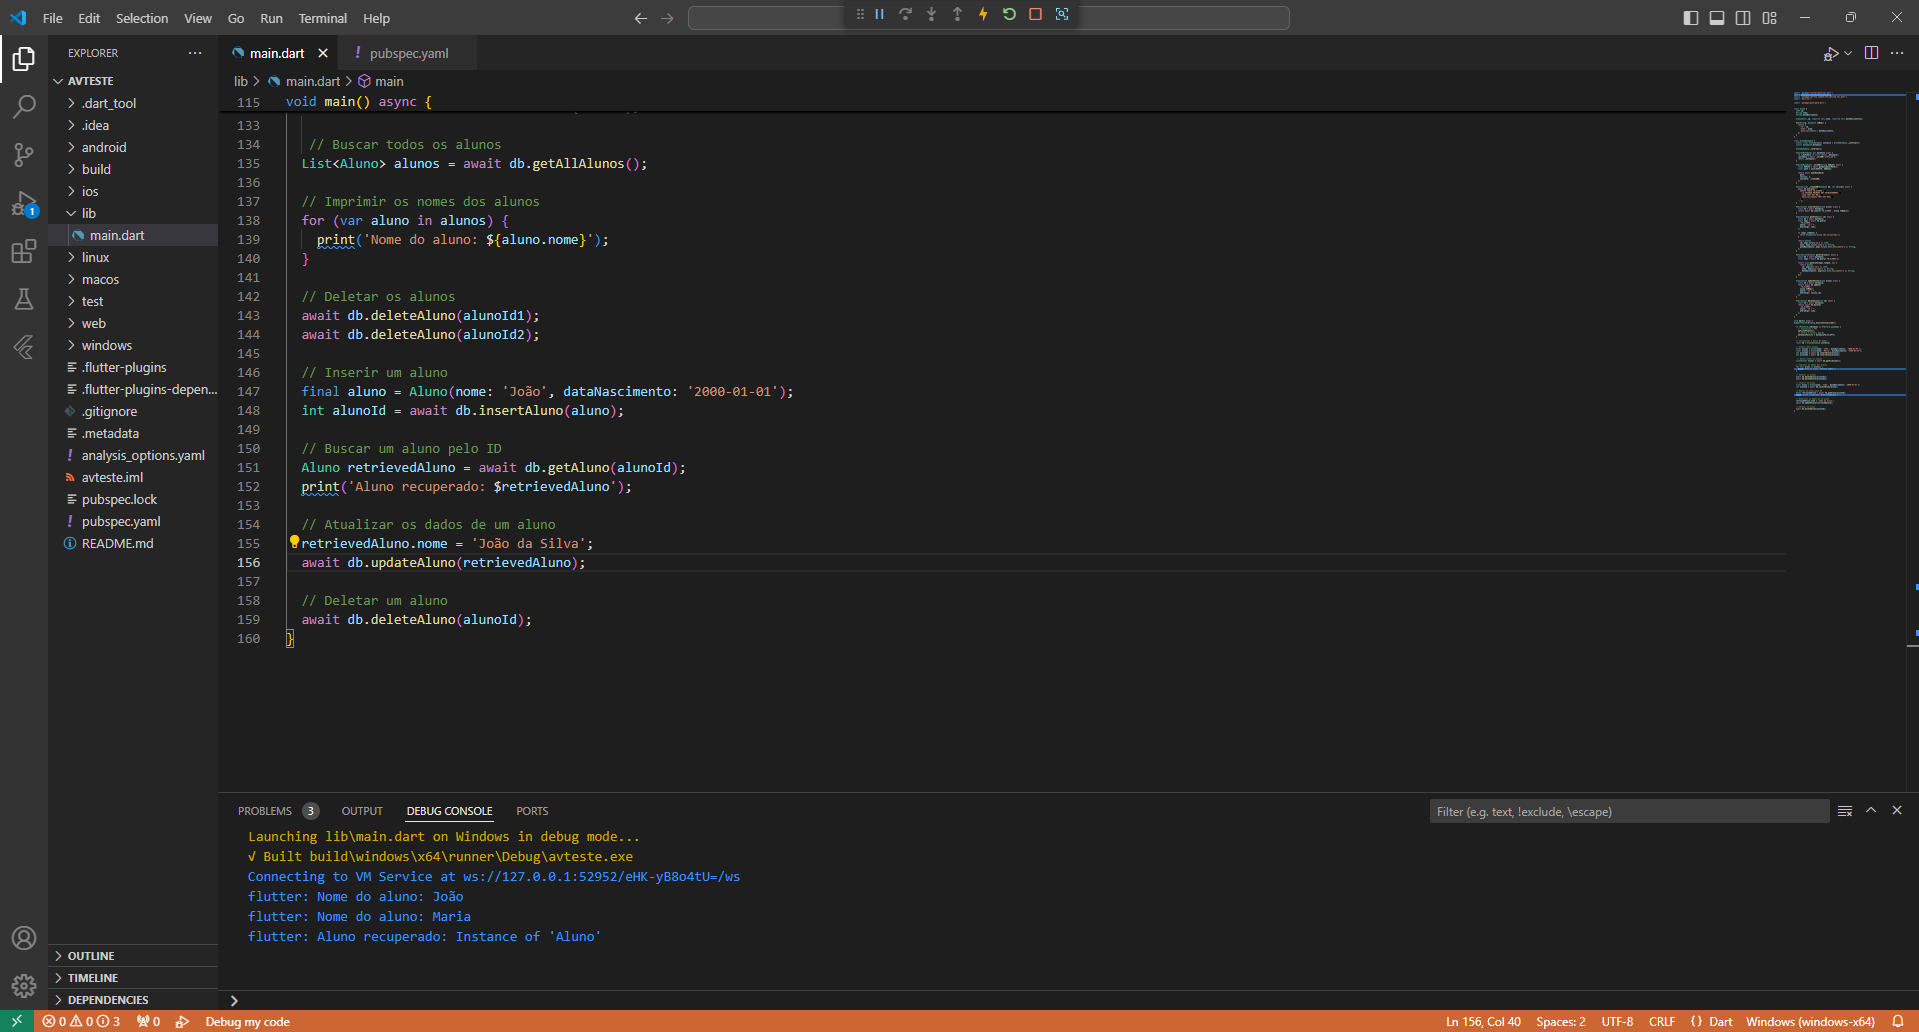 File Edit Selection View Go Run Terminal Help
EXPLORER
AVTESTE
.dart_tool
.idea
android
build
ios
lib
main.dart
linux
macos
test
web
windows
.flutter-plugins
.flutter-plugins-depen...
.gitignore
.metadata
analysis_options.yaml
avteste.iml
pubspec.lock
pubspec.yaml
README.md
OUTLINE
TIMELINE
DEPENDENCIES
1
main.dart
pubspec.yaml
lib > main.dart > main
115 void main() async {
133
134 // Buscar todos os alunos
135 List<Aluno> alunos = await db.getAllAlunos();
136
137 // Imprimir os nomes dos alunos
138 for (var aluno in alunos) {
139 print('Nome do aluno: ${aluno.nome}');
140 }
141
142 // Deletar os alunos
143 await db.deleteAluno(alunoId1);
144 await db.deleteAluno(alunoId2);
145
146 // Inserir um aluno
147 final aluno = Aluno(nome: 'João', dataNascimento: '2000-01-01');
148 int alunoId = await db.insertAluno(aluno);
149
150 // Buscar um aluno pelo ID
151 Aluno retrievedAluno = await db.getAluno(alunoId);
152 print('Aluno recuperado: $retrievedAluno');
153
154 // Atualizar os dados de um aluno
155 retrievedAluno.nome = 'João da Silva';
156 await db.updateAluno(retrievedAluno);
157
158 // Deletar um aluno
159 await db.deleteAluno(alunoId);
160 }
PROBLEMS 3 OUTPUT DEBUG CONSOLE PORTS
Filter (e.g. text, !exclude, \escape)
Launching lib\main.dart on Windows in debug mode...
√ Built build\windows\x64\runner\Debug\avteste.exe
Connecting to VM Service at ws://127.0.0.1:52952/eHK-yB8o4tU=/ws
flutter: Nome do aluno: João
flutter: Nome do aluno: Maria
flutter: Aluno recuperado: Instance of 'Aluno'
0 0 3 0 Debug my code
Ln 156, Col 40 Spaces: 2 UTF-8 CRLF {} Dart Windows (windows-x64)